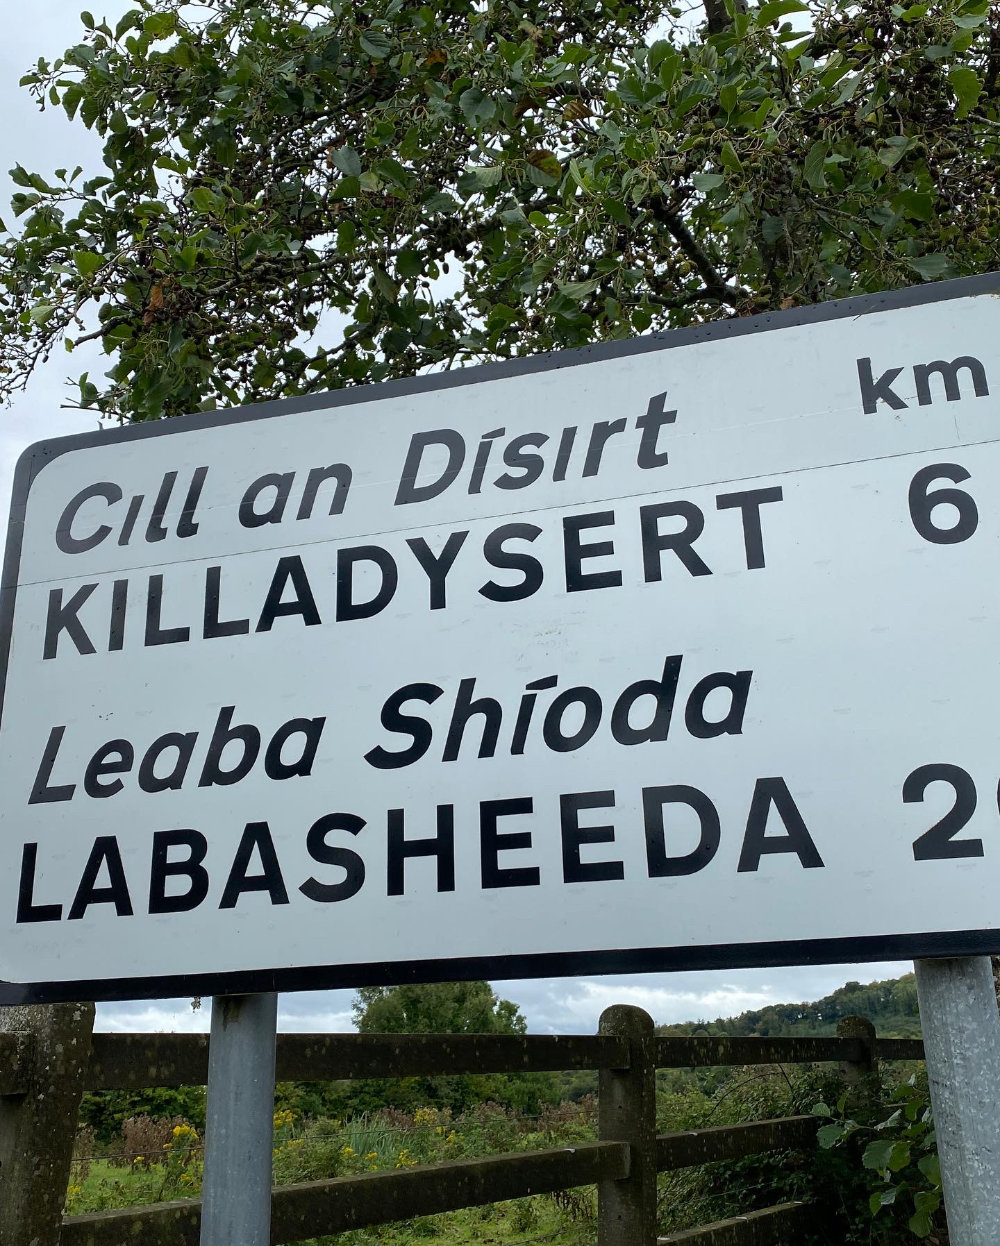 Cıll an Dísırt km
KILLADYSERT 6
Leaba Shíoda
LABASHEEDA 2